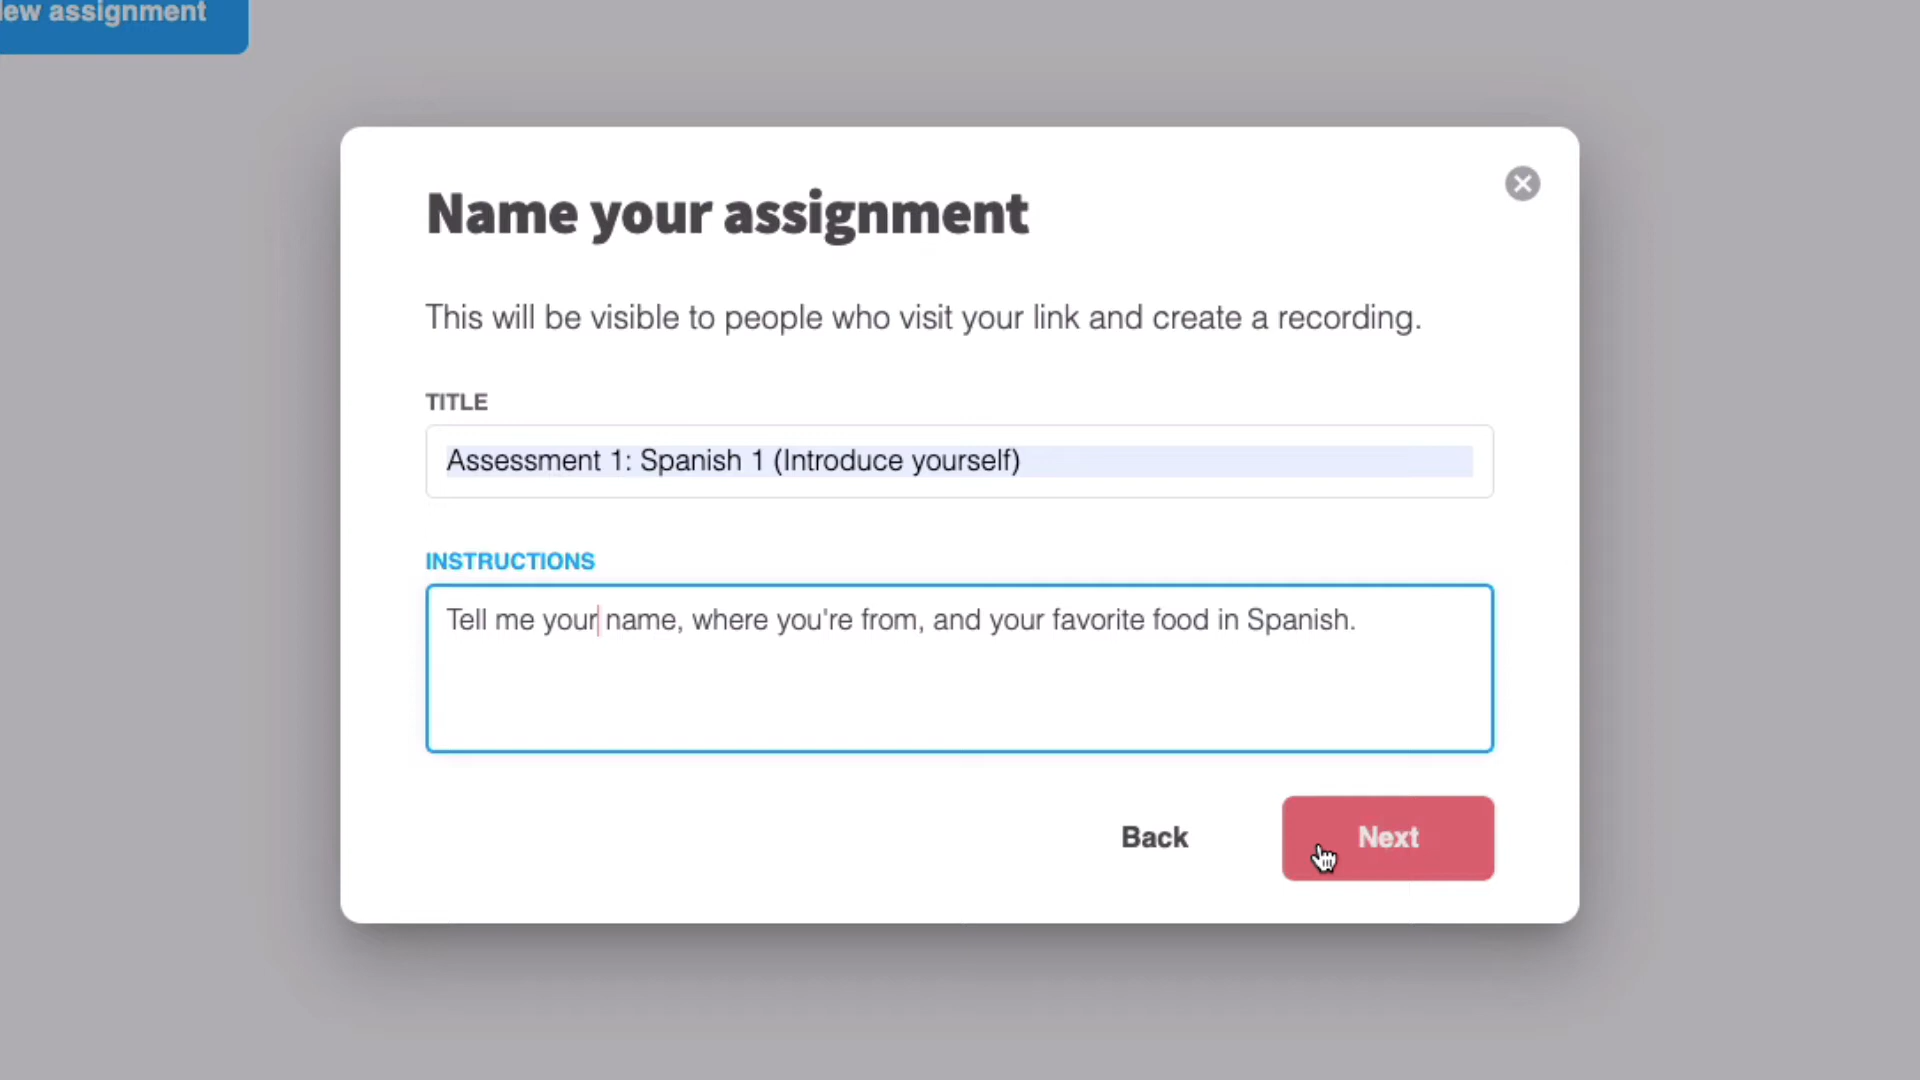 assignment
Name your assignment
This will be visible to people who visit your link and create a recording.
TITLE
Assessment 1: Spanish 1 (Introduce yourself)
INSTRUCTIONS
Tell me your name, where you're from, and your favorite food in Spanish.
Back
Next